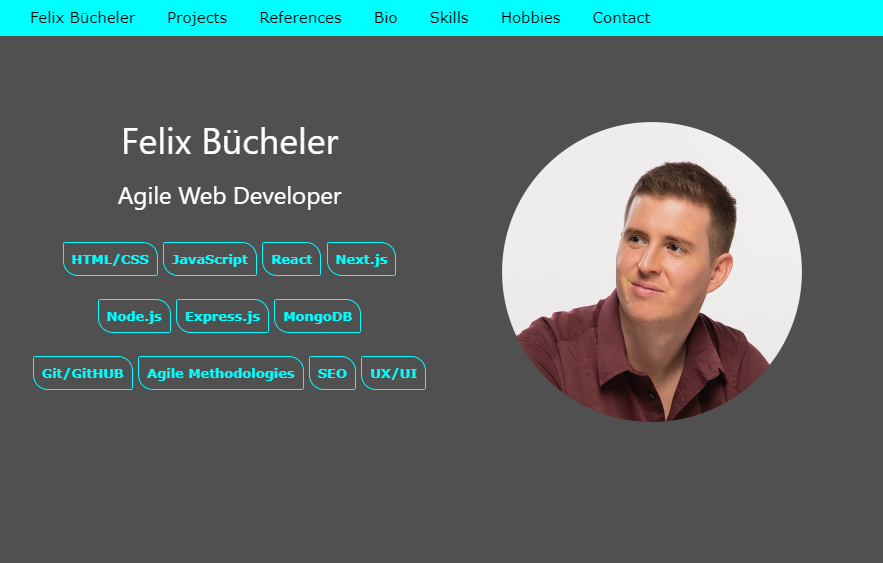 Felix Bücheler Projects References Bio Skills Hobbies Contact
Felix Bücheler
Agile Web Developer
HTML/CSS JavaScript React Next.js
Node.js Express.js MongoDB
Git/GitHUB Agile Methodologies SEO UX/UI